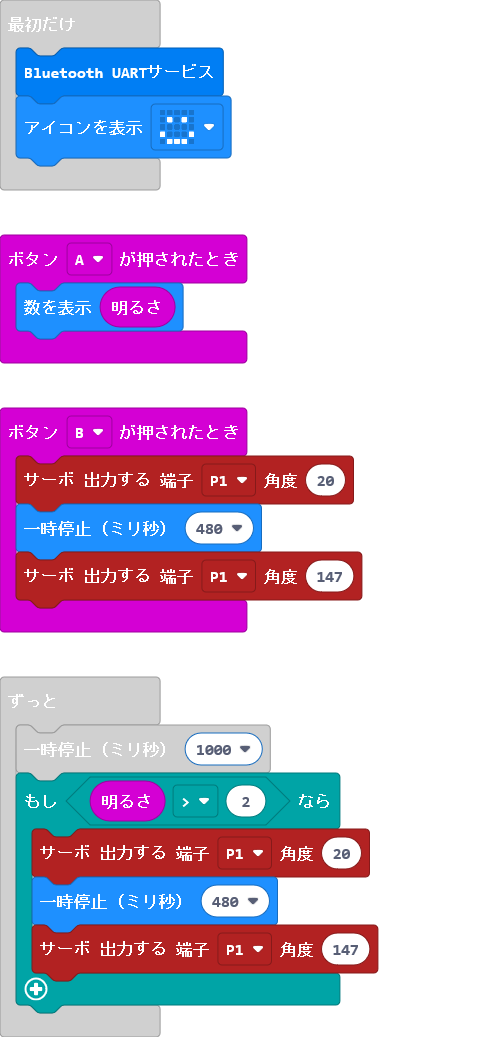 最初だけ
Bluetooth UARTサービス
アイコンを表示
ボタン A が押されたとき
数を表示 明るさ
ボタン B が押されたとき
サーボ 出力する 端子 P1 角度 20
一時停止（ミリ秒） 480
サーボ 出力する 端子 P1 角度 147
ずっと
一時停止（ミリ秒） 1000
もし 明るさ > 2 なら
サーボ 出力する 端子 P1 角度 20
一時停止（ミリ秒） 480
サーボ 出力する 端子 P1 角度 147